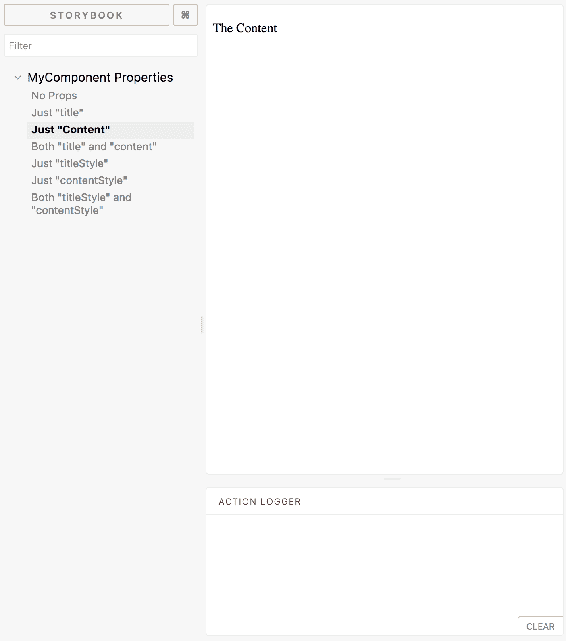 STORYBOOK
⌘
Filter
MyComponent Properties
No Props
Just "title"
Just "Content"
Both "title" and "content"
Just "titleStyle"
Just "contentStyle"
Both "titleStyle" and
"contentStyle"
The Content
ACTION LOGGER
CLEAR